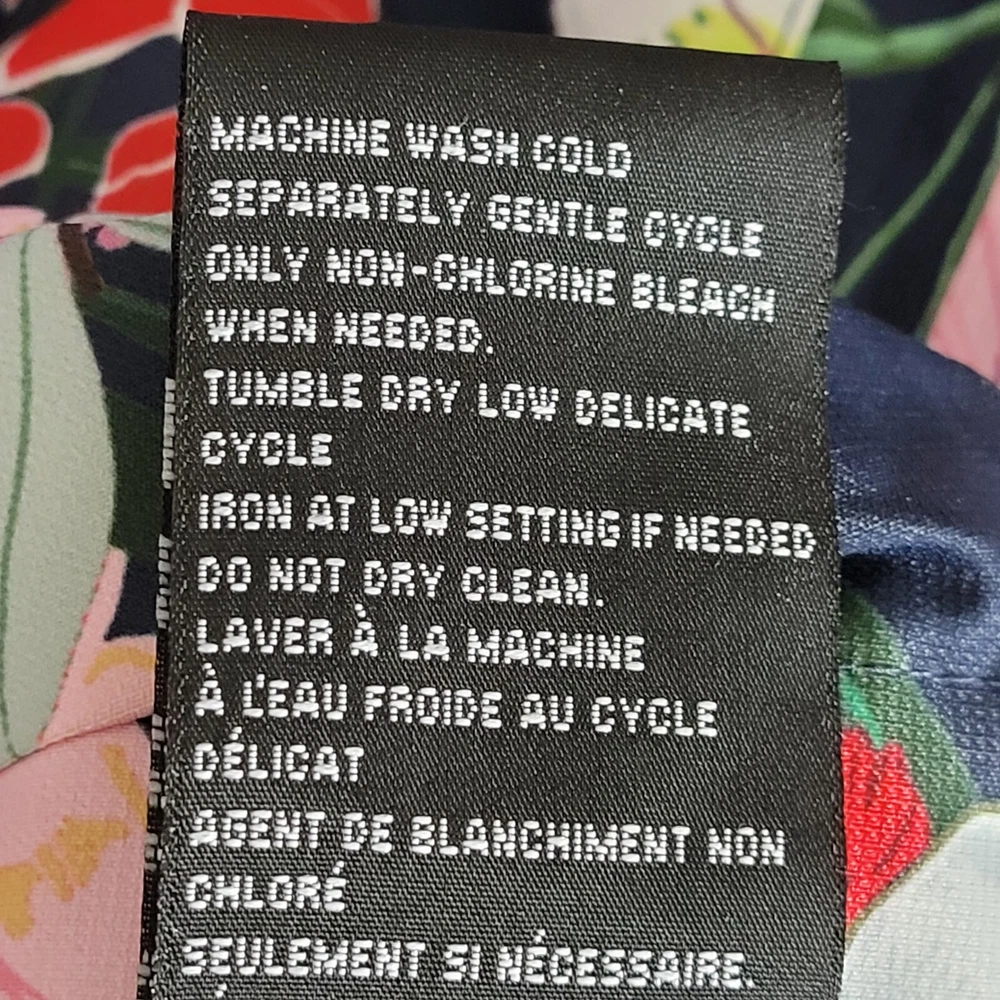 MACHINE WASH COLD
SEPARATELY GENTLE CYCLE
ONLY NON-CHLORINE BLEACH
WHEN NEEDED.
TUMBLE DRY LOW DELICATE
CYCLE
IRON AT LOW SETTING IF NEEDED
DO NOT DRY CLEAN.
LAVER À LA MACHINE
À L'EAU FROIDE AU CYCLE
DÉLICAT
AGENT DE BLANCHIMENT NON
CHLORÉ
SEULEMENT SI NÉCESSAIRE.